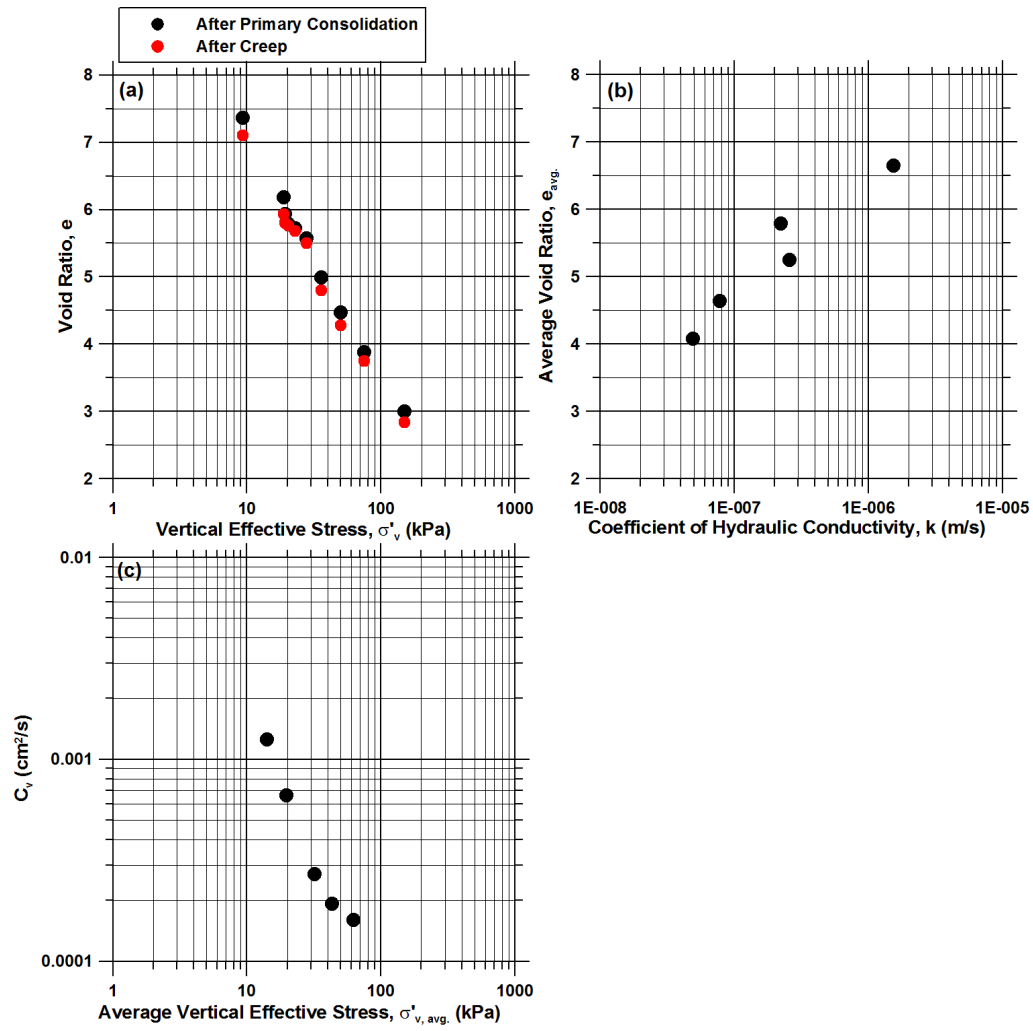 After Primary Consolidation
After Creep
(a)
8
7
6
5
4
3
2
Void Ratio, e
1 10 100 1000
Vertical Effective Stress, σ'v (kPa)
(b)
8
7
6
5
4
3
2
Average Void Ratio, eavg.
1E-008 1E-007 1E-006 1E-005
Coefficient of Hydraulic Conductivity, k (m/s)
(c)
0.01
0.001
0.0001
Cv (cm²/s)
1 10 100 1000
Average Vertical Effective Stress, σ'v, avg. (kPa)